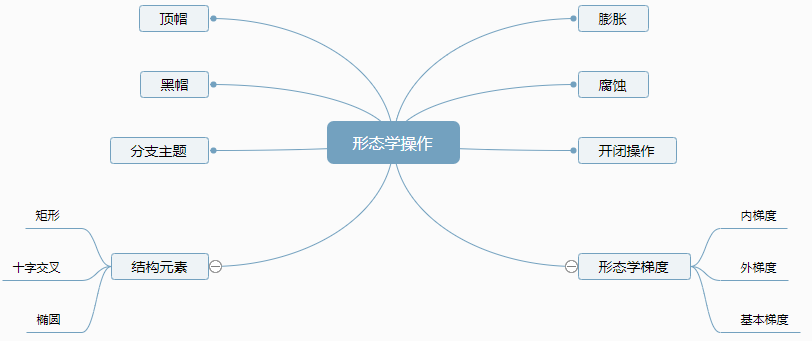 顶帽
膨胀
黑帽
腐蚀
形态学操作
分支主题
开闭操作
矩形
内梯度
结构元素
十字交叉
形态学梯度
外梯度
椭圆
基本梯度